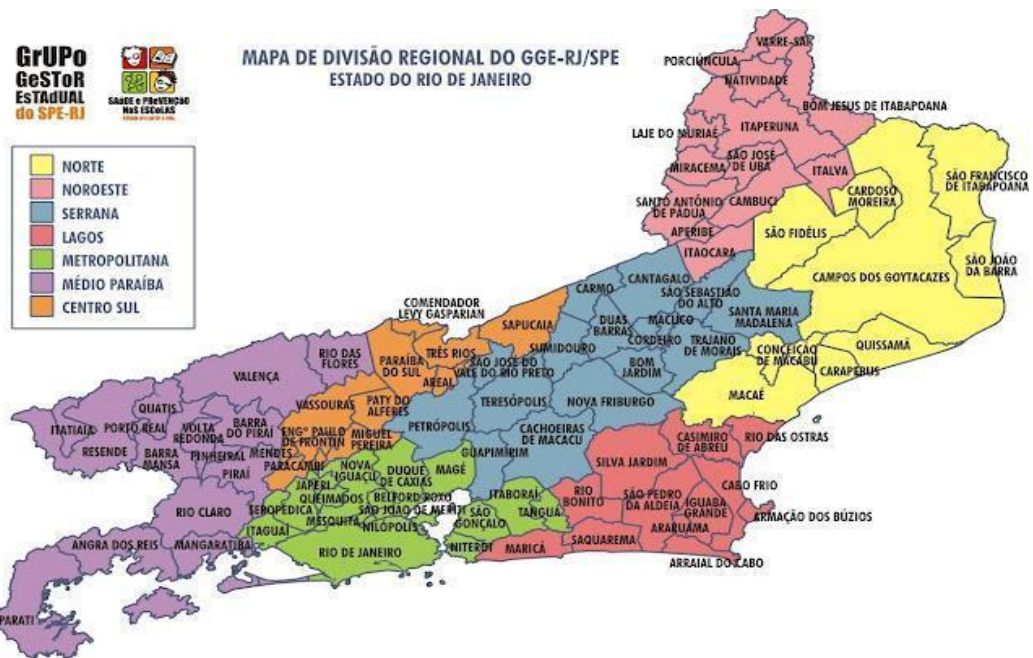 GrUPo
GeSToR
EsTAdUAL
do SPE-RJ
SAúDE e PReVENÇÃO
NAS ESCoLAS
MAPA DE DIVISÃO REGIONAL DO GGE-RJ/SPE
ESTADO DO RIO DE JANEIRO
NORTE
NOROESTE
SERRANA
LAGOS
METROPOLITANA
MÉDIO PARAÍBA
CENTRO SUL
VARRE-SAI
PORCIÚNCULA
NATIVIDADE
BOM JESUS DE ITABAPOANA
LAJE DO MURIAÉ
ITAPERUNA
SÃO JOSÉ
DE UBÁ
MIRACEMA
ITALVA
SÃO FRANCISCO
DE ITABAPOANA
CARDOSO
MOREIRA
SANTO ANTÔNIO
DE PÁDUA
CAMBUCI
APERIBE
SÃO FIDÉLIS
ITAOCARA
SÃO JOÃO
DA BARRA
CAMPOS DOS GOYTACAZES
CANTAGALO
CARMO
SÃO SEBASTIÃO
DO ALTO
SANTA MARIA
MADALENA
COMENDADOR
LEVY GASPARIAN
SAPUCAIA
DUAS
BARRAS
MACUCO
CORDEIRO
TRAJANO
DE MORAIS
SUMIDOURO
QUISSAMÃ
CONCEIÇÃO
DE MACABU
CARAPEBUS
RIO DAS
FLORES
PARAÍBA
DO SUL
TRÊS RIOS
AREAL
SÃO JOSÉ DO
VALE DO RIO PRETO
BOM
JARDIM
VALENÇA
MACAÉ
VASSOURAS
PATY DO
ALFERES
TERESÓPOLIS
NOVA FRIBURGO
QUATIS
PORTO REAL
ITATIAIA
RESENDE
VOLTA
REDONDA
BARRA
DO PIRAÍ
BARRA
MANSA
PINHEIRAL
MENDES
PIRAÍ
ENGº PAULO
DE FRONTIN
MIGUEL
PEREIRA
PETRÓPOLIS
CACHOEIRAS
DE MACACU
CASIMIRO
DE ABREU
RIO DAS OSTRAS
PARACAMBI
GUAPIMIRIM
SILVA JARDIM
JAPERI
NOVA
IGUAÇU
DUQUE
DE CAXIAS
MAGÉ
CABO FRIO
RIO CLARO
SEROPÉDICA
QUEIMADOS
BELFORD ROXO
ITABORAÍ
RIO
BONITO
SÃO PEDRO
DA ALDEIA
IGUABA
GRANDE
SÃO JOÃO DE MERITI
MESQUITA
NILÓPOLIS
SÃO
GONÇALO
TANGUÁ
ARARUAMA
ARMAÇÃO DOS BÚZIOS
ITAGUAÍ
ANGRA DOS REIS
MANGARATIBA
RIO DE JANEIRO
NITERÓI
MARICÁ
SAQUAREMA
ARRAIAL DO CABO
PARATI